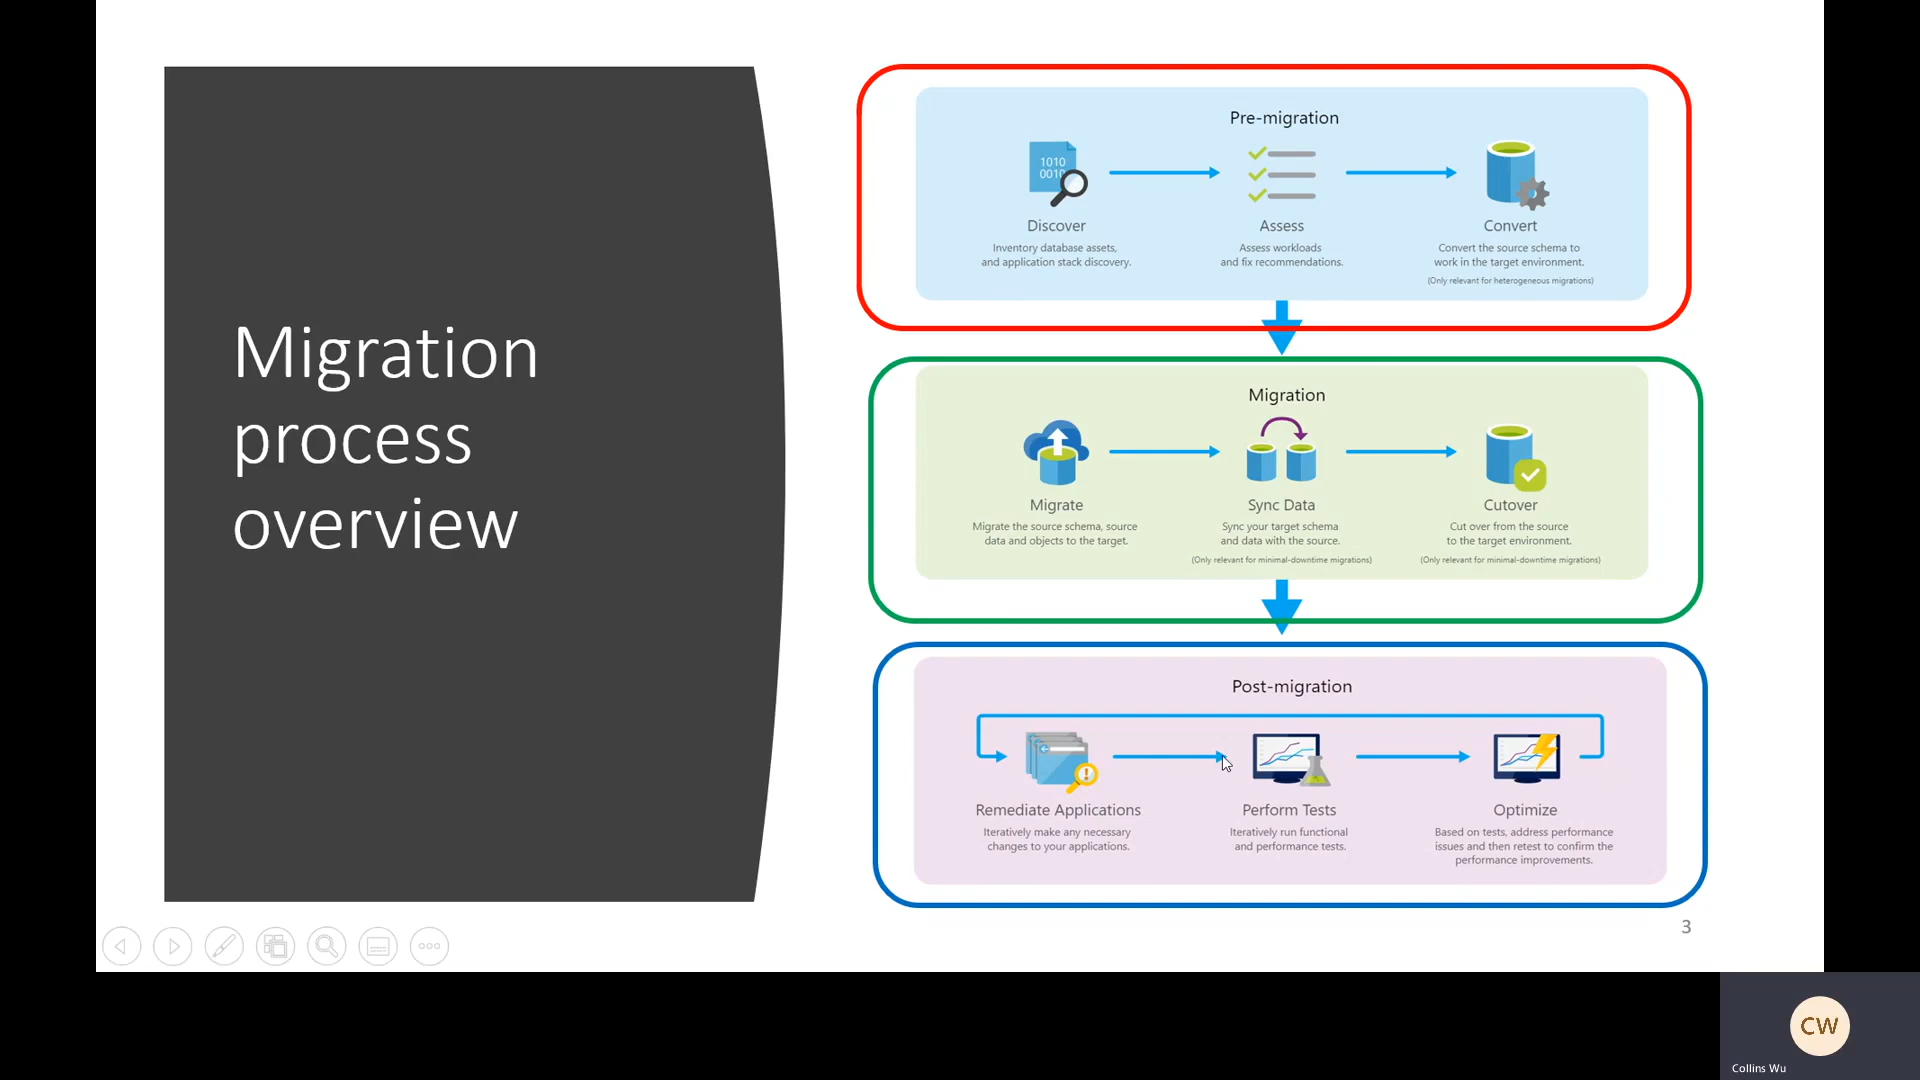 Migration
process
overview
Pre-migration
1010
0010
Discover
Inventory database assets,
and application stack discovery.
Assess
Assess workloads
and fix recommendations.
Convert
Convert the source schema to
work in the target environment.
(Only relevant for heterogeneous migrations)
Migration
Migrate
Migrate the source schema, source
data and objects to the target.
Sync Data
Sync your target schema
and data with the source.
(Only relevant for minimal-downtime migrations)
Cutover
Cut over from the source
to the target environment.
(Only relevant for minimal-downtime migrations)
Post-migration
Remediate Applications
Iteratively make any necessary
changes to your applications.
Perform Tests
Iteratively run functional
and performance tests.
Optimize
Based on tests, address performance
issues and then retest to confirm the
performance improvements.
3
CW
Collins Wu